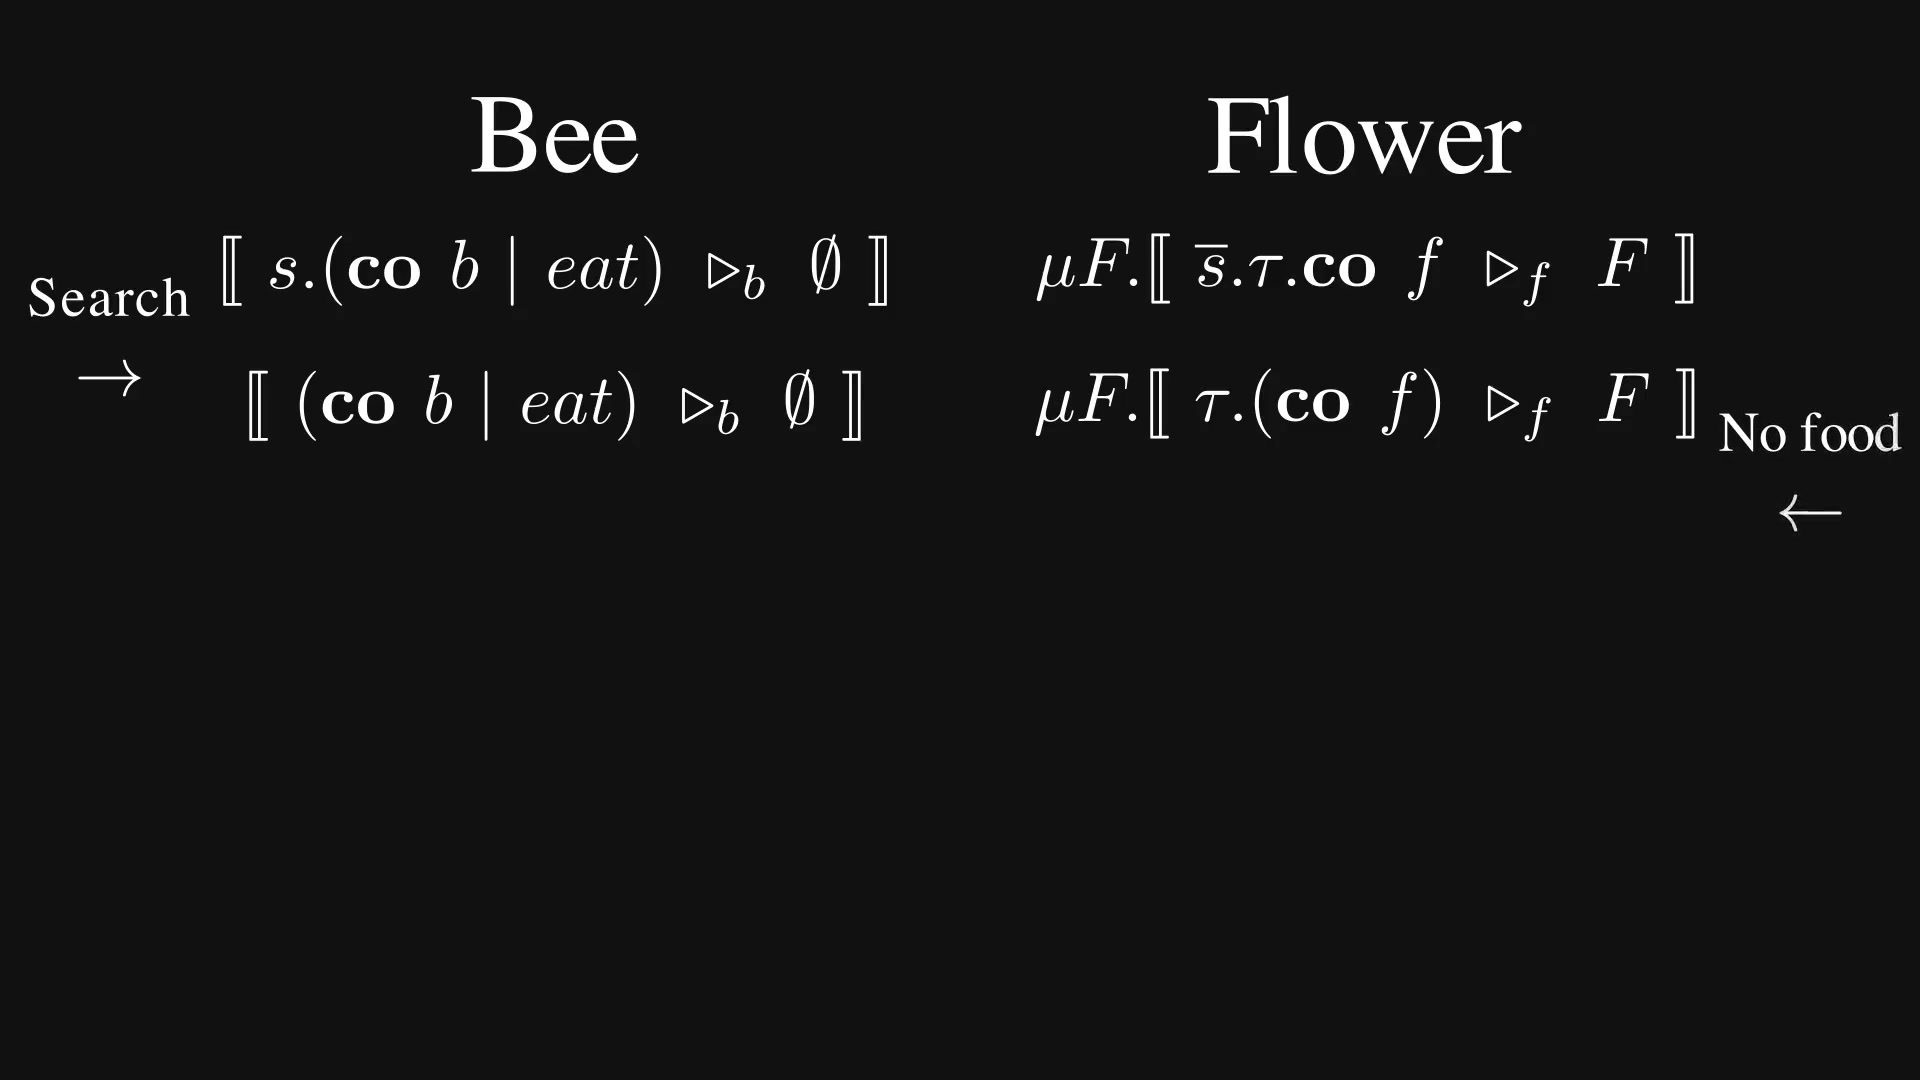 Bee Flower
Search
→
⟦ s.(co b | eat) ▷_b ∅ ⟧
μF.⟦ s̅.τ.co f ▷_f F ⟧
⟦ (co b | eat) ▷_b ∅ ⟧
μF.⟦ τ.(co f) ▷_f F ⟧
No food
←